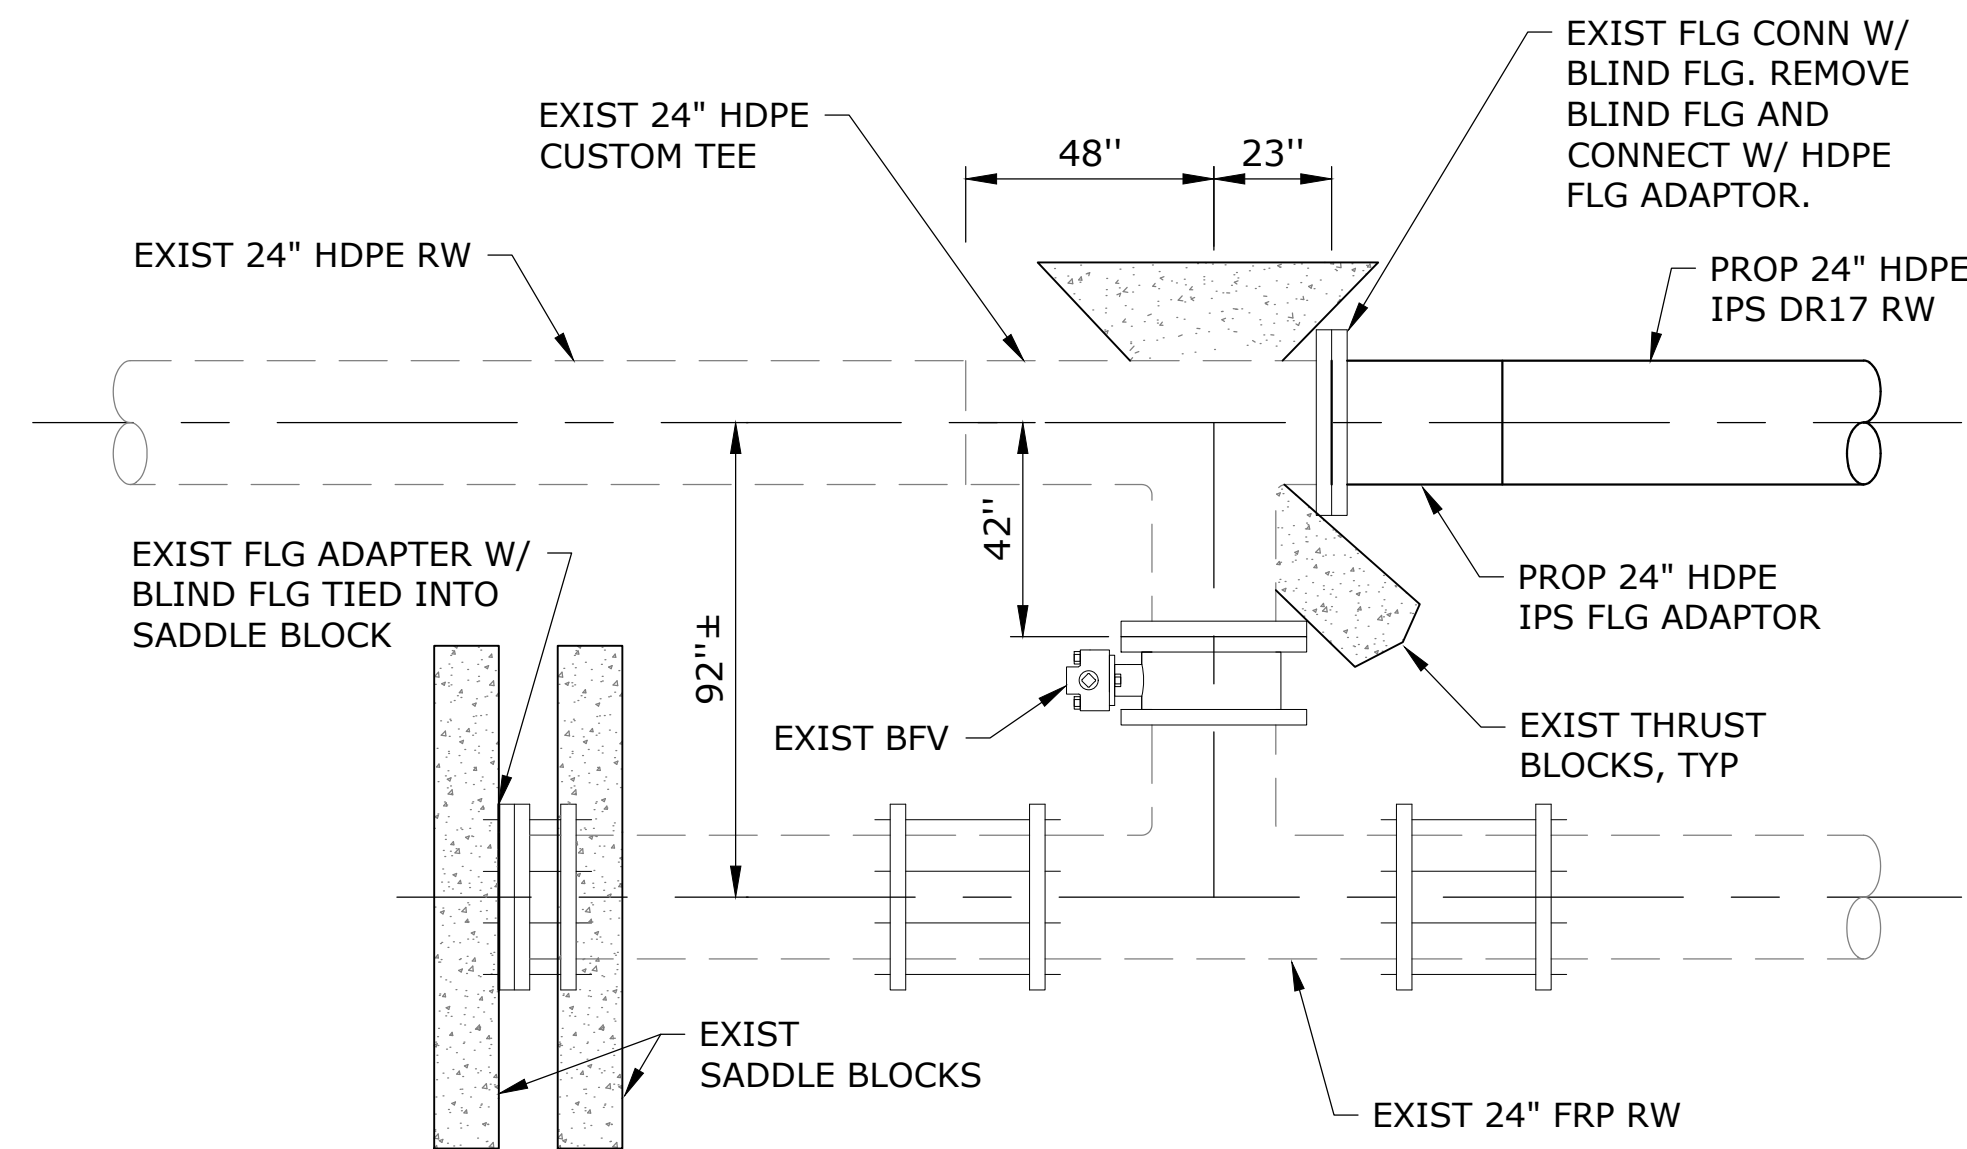 EXIST FLG CONN W/
BLIND FLG. REMOVE
BLIND FLG AND
CONNECT W/ HDPE
FLG ADAPTOR.
EXIST 24" HDPE
CUSTOM TEE
48"
23"
EXIST 24" HDPE RW
PROP 24" HDPE
IPS DR17 RW
42"
EXIST FLG ADAPTER W/
BLIND FLG TIED INTO
SADDLE BLOCK
PROP 24" HDPE
IPS FLG ADAPTOR
92"±
EXIST BFV
EXIST THRUST
BLOCKS, TYP
EXIST
SADDLE BLOCKS
EXIST 24" FRP RW